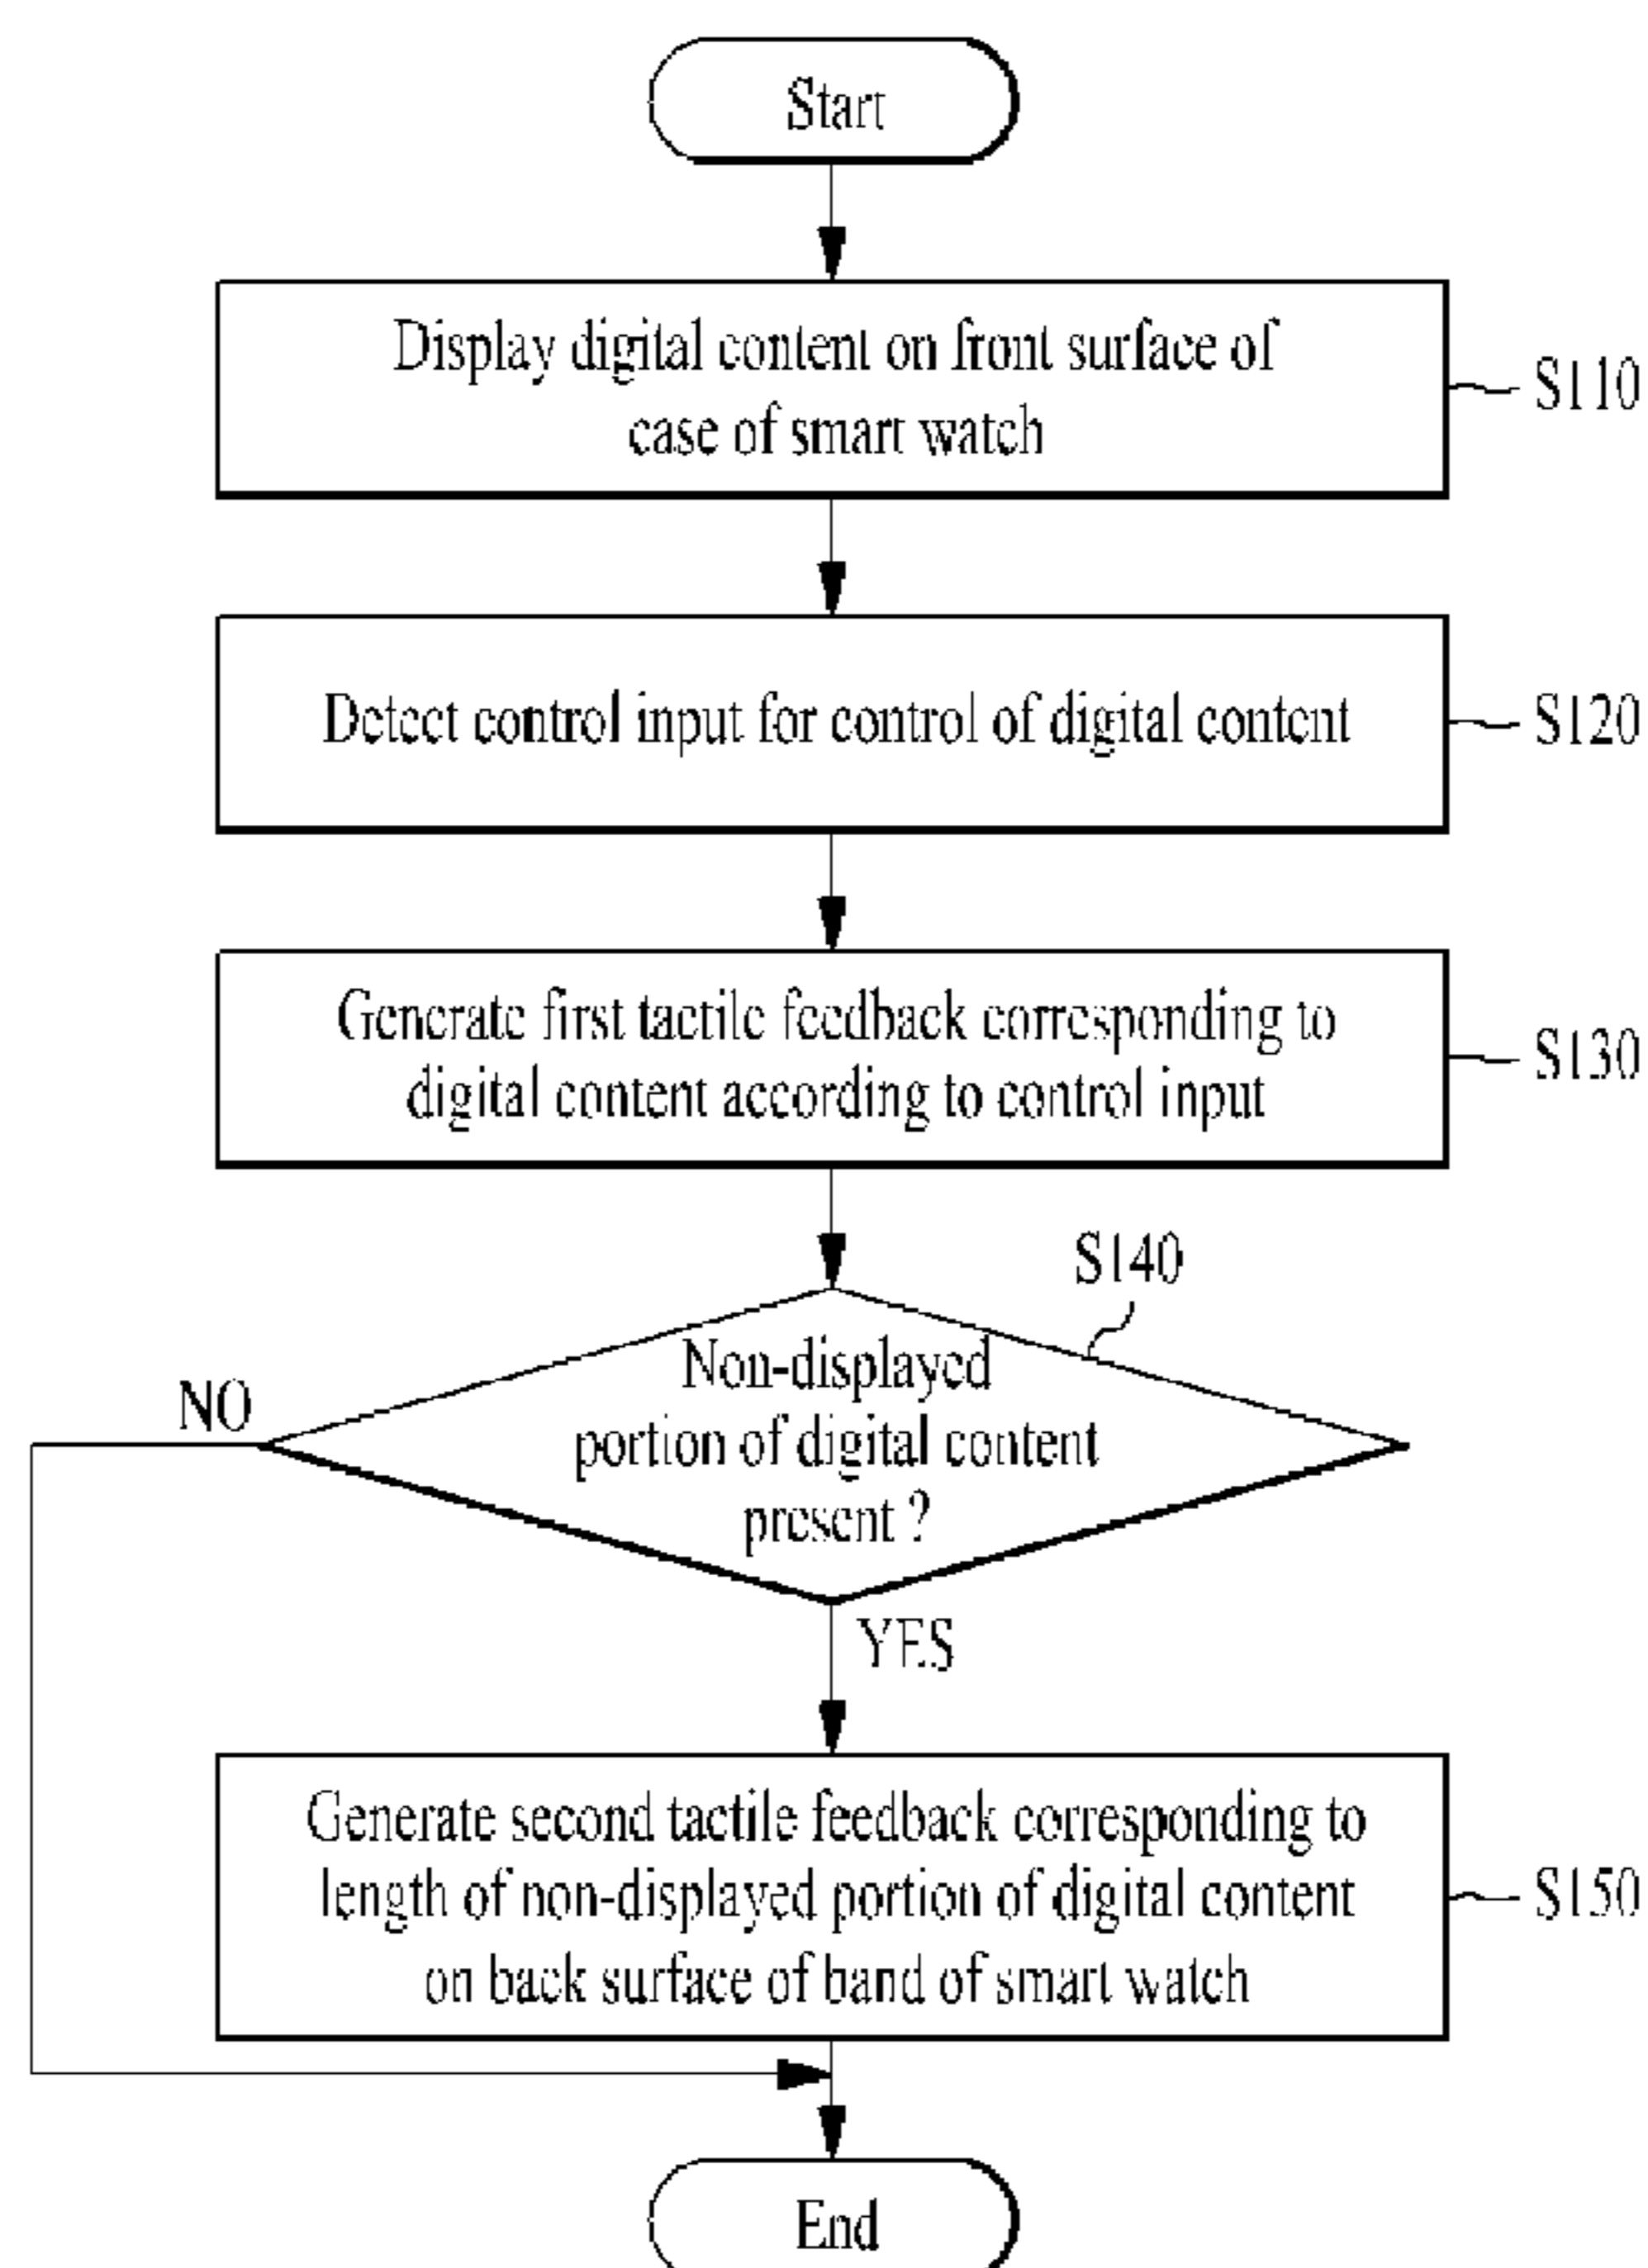 Start
Display digital content on front surface of
case of smart watch
S110
Detect control input for control of digital content
S120
Generate first tactile feedback corresponding to
digital content according to control input
S130
S140
Non-displayed
portion of digital content
present ?
NO
YES
Generate second tactile feedback corresponding to
length of non-displayed portion of digital content
on back surface of band of smart watch
S150
End